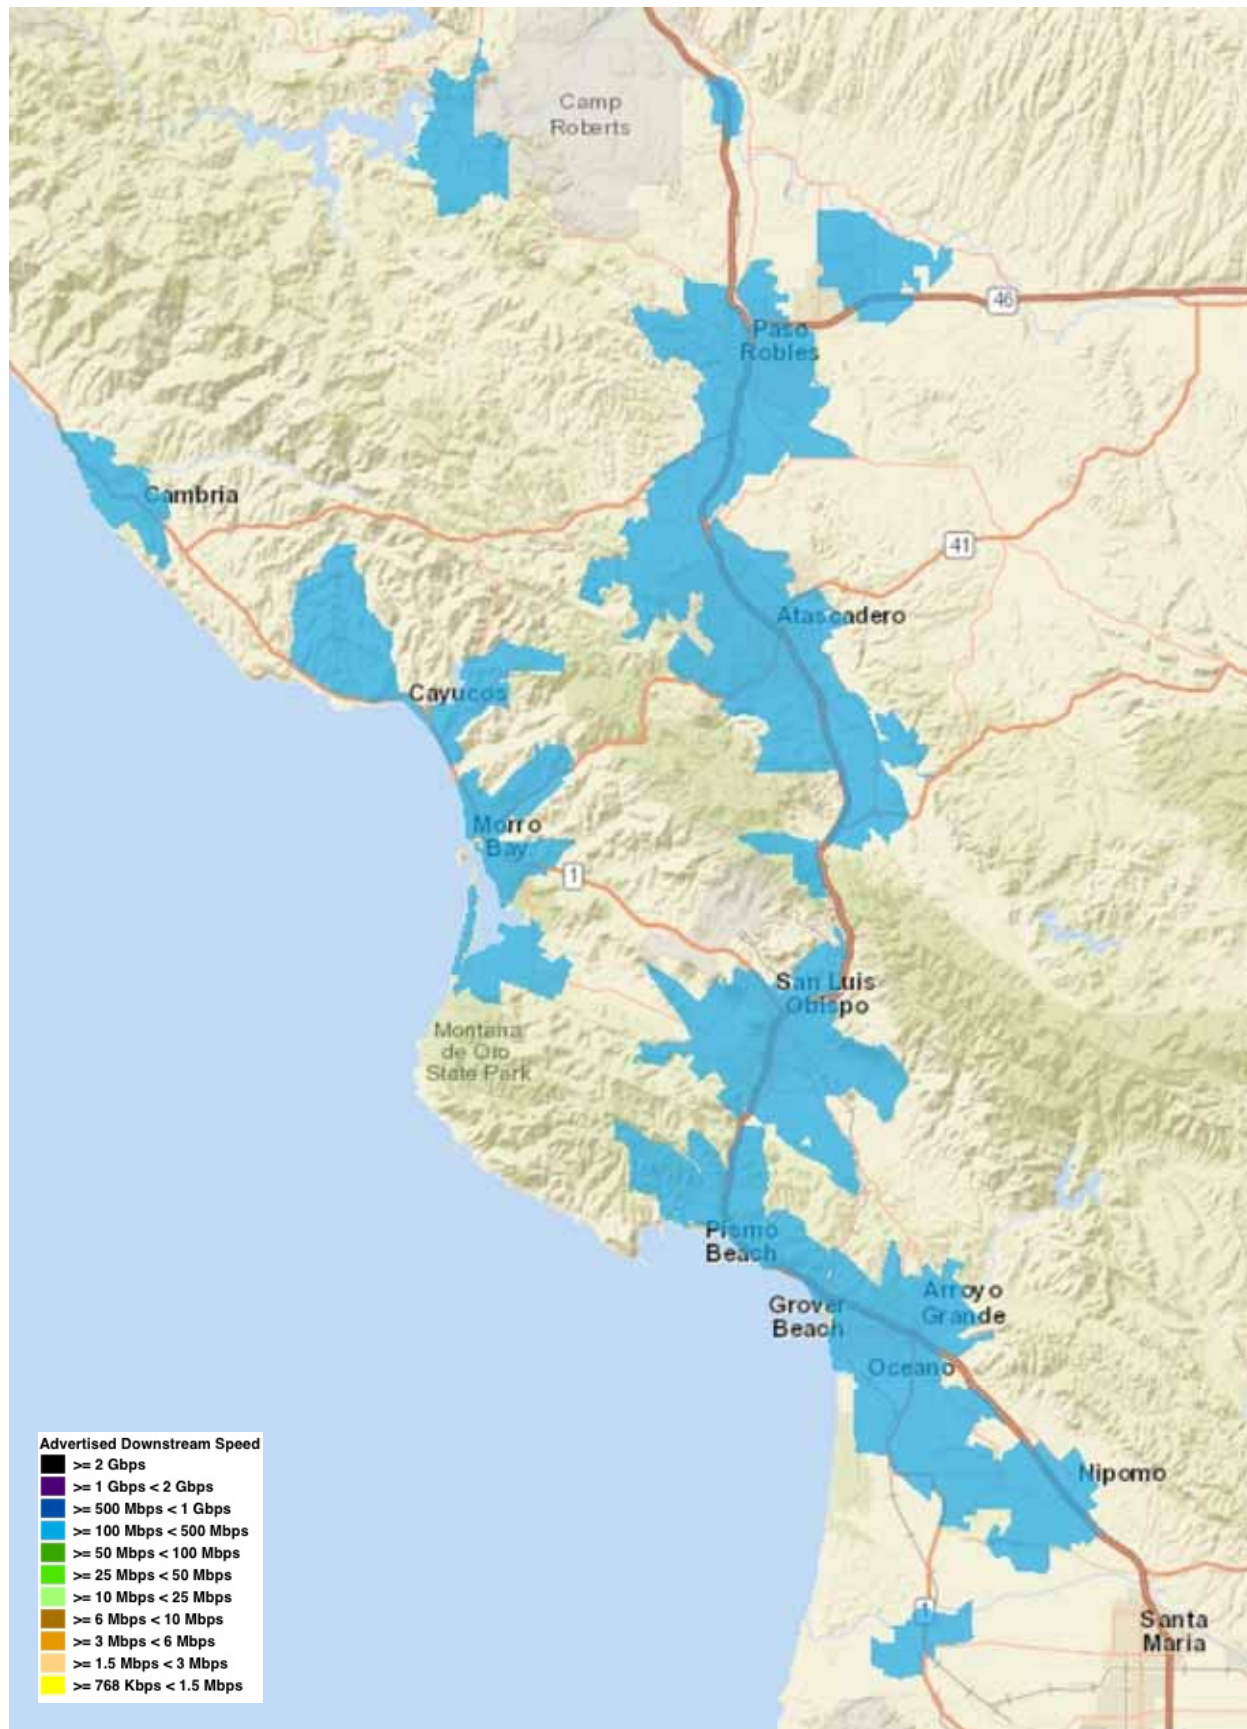 Camp
Roberts
46
Paso
Robles
Cambria
41
Atascadero
Cayucos
Morro
Bay
1
San Luis
Obispo
Montana
de Oro
State Park
Pismo
Beach
Arroyo
Grande
Grover
Beach
Oceano
Nipomo
1
Santa
Maria
Advertised Downstream Speed
>= 2 Gbps
>= 1 Gbps < 2 Gbps
>= 500 Mbps < 1 Gbps
>= 100 Mbps < 500 Mbps
>= 50 Mbps < 100 Mbps
>= 25 Mbps < 50 Mbps
>= 10 Mbps < 25 Mbps
>= 6 Mbps < 10 Mbps
>= 3 Mbps < 6 Mbps
>= 1.5 Mbps < 3 Mbps
>= 768 Kbps < 1.5 Mbps